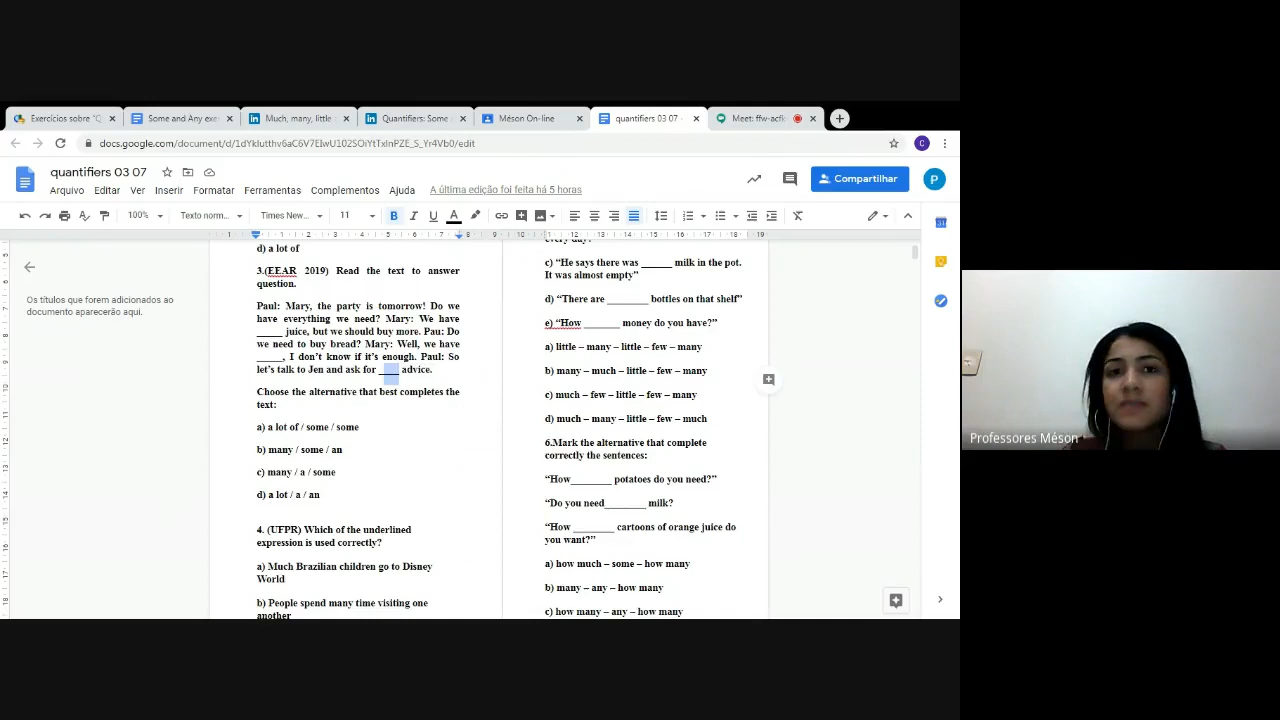 Exercícios sobre "Q
Some and Any exe
Much, many, little
Quantifiers: Some
Méson On-line
quantifiers 03 07 -
Meet: ffw-acfk
docs.google.com/document/d/1dYkIutthv6aC6V7EIwU102SOiYtTxInPZE_S_Yr4Vb0/edit
quantifiers 03 07
Arquivo Editar Ver Inserir Formatar Ferramentas Complementos Ajuda A última edição foi feita há 5 horas
Compartilhar
P
100% Texto norm... Times New... 11
Os títulos que forem adicionados ao
documento aparecerão aqui.
d) a lot of
3.(EEAR 2019) Read the text to answer
question.
Paul: Mary, the party is tomorrow! Do we
have everything we need? Mary: We have
_____ juice, but we should buy more. Pau: Do
we need to buy bread? Mary: Well, we have
_____, I don't know if it's enough. Paul: So
let's talk to Jen and ask for ____ advice.
Choose the alternative that best completes the
text:
a) a lot of / some / some
b) many / some / an
c) many / a / some
d) a lot / a / an
4. (UFPR) Which of the underlined
expression is used correctly?
a) Much Brazilian children go to Disney
World
b) People spend many time visiting one
another
every day?
c) “He says there was ______ milk in the pot.
It was almost empty”
d) “There are ________ bottles on that shelf”
e) “How _______ money do you have?”
a) little – many – little – few – many
b) many – much – little – few – many
c) much – few – little – few – many
d) much – many – little – few – much
6.Mark the alternative that complete
correctly the sentences:
“How________ potatoes do you need?”
“Do you need________ milk?
“How ________ cartoons of orange juice do
you want?”
a) how much – some – how many
b) many – any – how many
c) how many – any – how many
Professores Méson